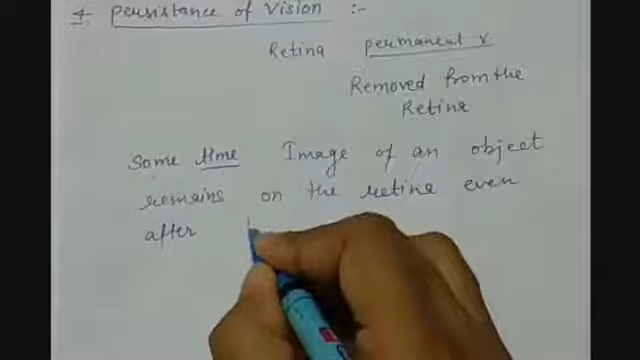 4 Persistance of Vision :-
Retina permanent x
Removed from the
Retina
Some time Image of an object
remains on the retina even
after